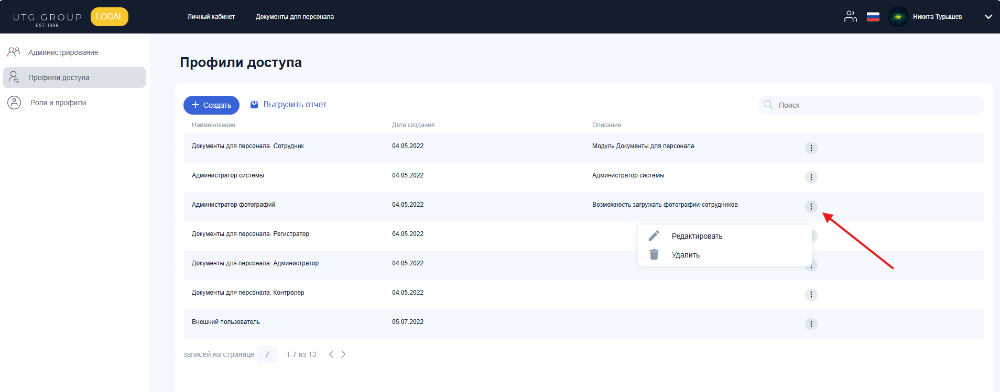 UTG GROUP
EST. 1998
LOCAL
Личный кабинет
Документы для персонала
Никита Турышев
Администрирование
Профили доступа
Роли и профили
Профили доступа
Создать
Выгрузить отчет
Поиск
Наименование Дата создания Описание
Документы для персонала. Сотрудник 04.05.2022 Модуль Документы для персонала
Администратор системы 04.05.2022 Администратор системы
Администратор фотографий 04.05.2022 Возможность загружать фотографии сотрудников
Документы для персонала. Регистратор 04.05.2022
Редактировать
Удалить
Документы для персонала. Администратор 04.05.2022
Документы для персонала. Контролер 04.05.2022
Внешний пользователь 05.07.2022
записей на странице 7 1-7 из 13